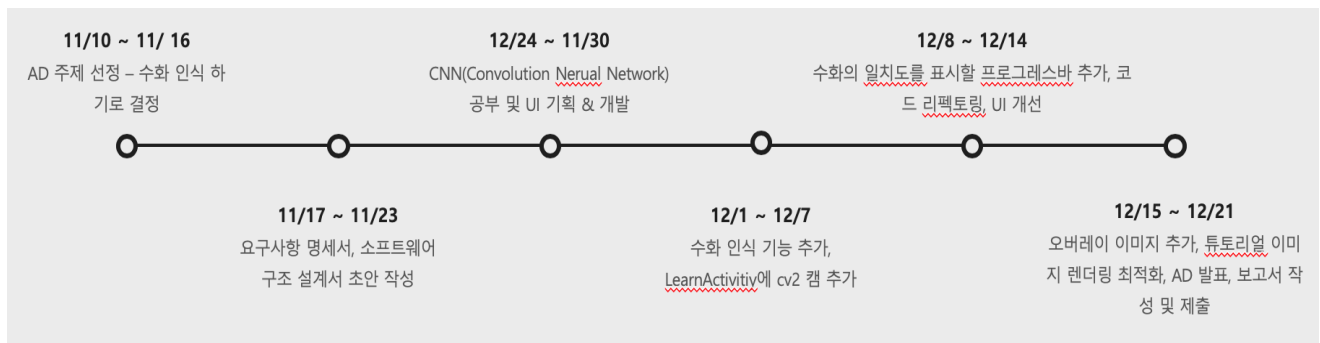 11/10 ~ 11/ 16
AD 주제 선정 – 수화 인식 하
기로 결정
11/17 ~ 11/23
요구사항 명세서, 소프트웨어
구조 설계서 초안 작성
12/24 ~ 11/30
CNN(Convolution Nerual Network)
공부 및 UI 기획 & 개발
12/1 ~ 12/7
수화 인식 기능 추가,
LearnActivitiy에 cv2 캠 추가
12/8 ~ 12/14
수화의 일치도를 표시할 프로그레스바 추가, 코
드 리펙토링, UI 개선
12/15 ~ 12/21
오버레이 이미지 추가, 튜토리얼 이미
지 렌더링 최적화, AD 발표, 보고서 작
성 및 제출